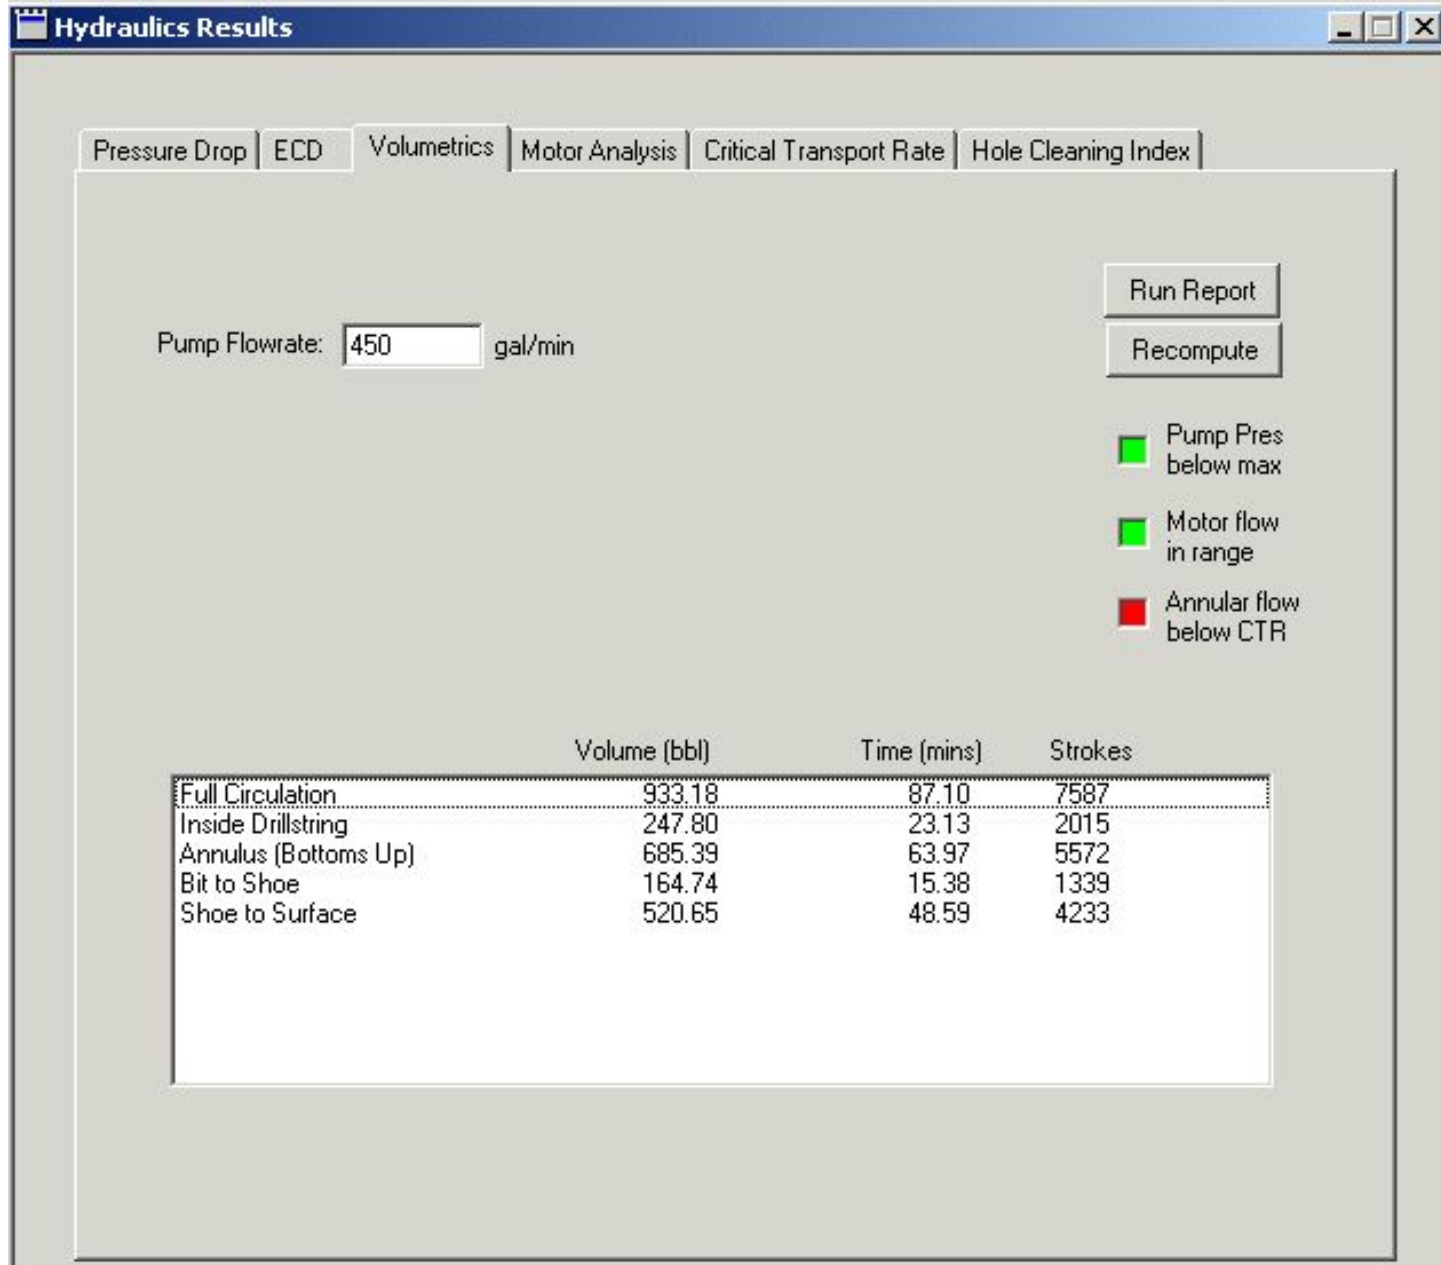 Hydraulics Results
Pressure Drop ECD Volumetrics Motor Analysis Critical Transport Rate Hole Cleaning Index
Run Report
Pump Flowrate: 450 gal/min
Recompute
Pump Pres
below max
Motor flow
in range
Annular flow
below CTR
Volume (bbl) Time (mins) Strokes
Full Circulation 933.18 87.10 7587
Inside Drillstring 247.80 23.13 2015
Annulus (Bottoms Up) 685.39 63.97 5572
Bit to Shoe 164.74 15.38 1339
Shoe to Surface 520.65 48.59 4233